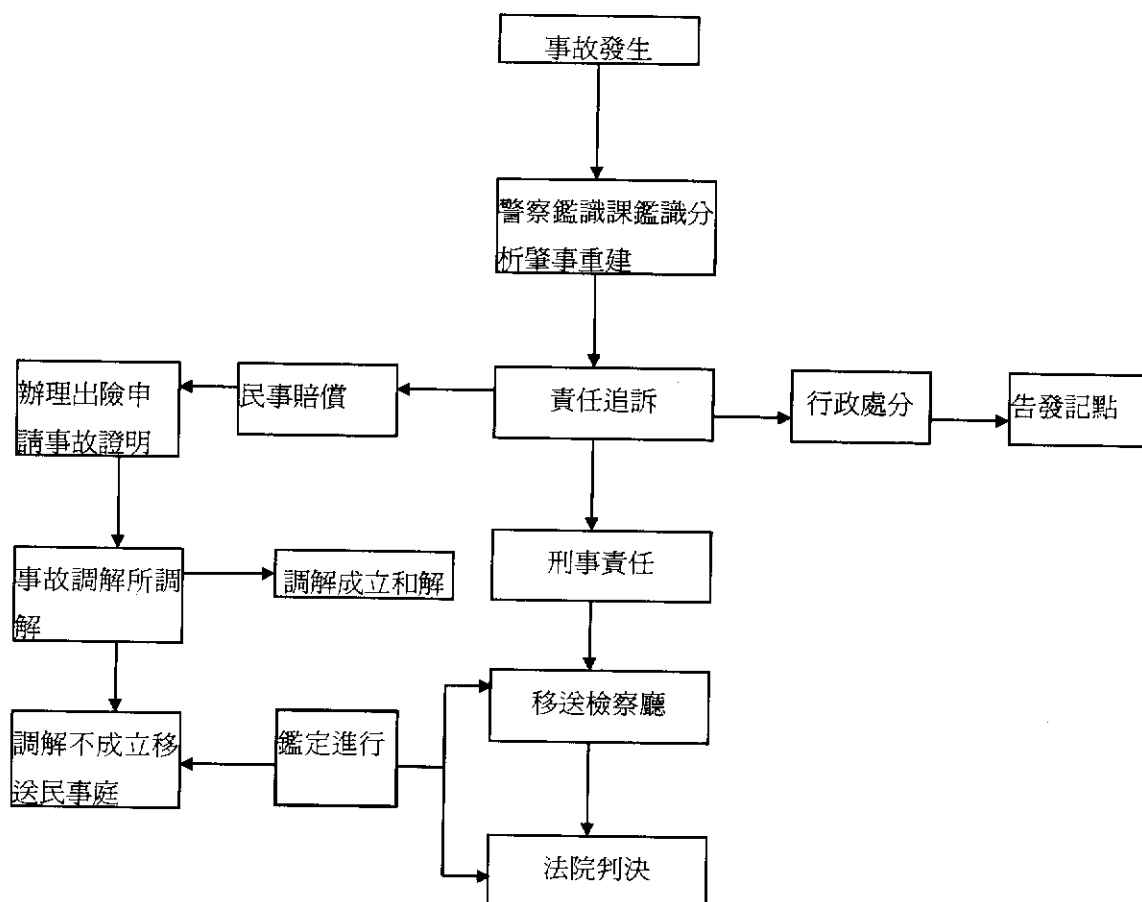 事故發生
警察鑑識課鑑識分
析肇事重建
辦理出險申
請事故證明
民事賠償
責任追訴
行政處分
告發記點
事故調解所調
解
調解成立和解
刑事責任
調解不成立移
送民事庭
鑑定進行
移送檢察廳
法院判決